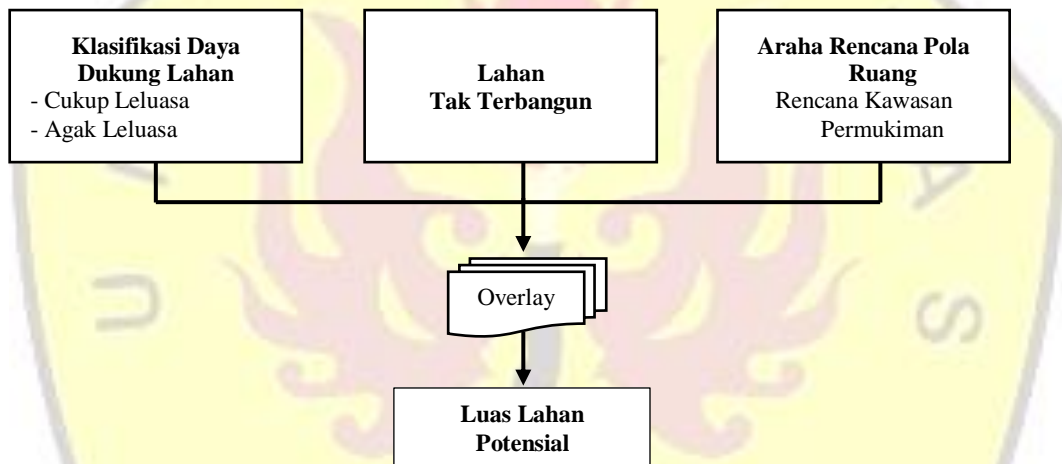 Klasifikasi Daya
Dukung Lahan
- Cukup Leluasa
- Agak Leluasa
Lahan
Tak Terbangun
Araha Rencana Pola
Ruang
Rencana Kawasan
Permukiman
Overlay
Luas Lahan
Potensial
U
A
S